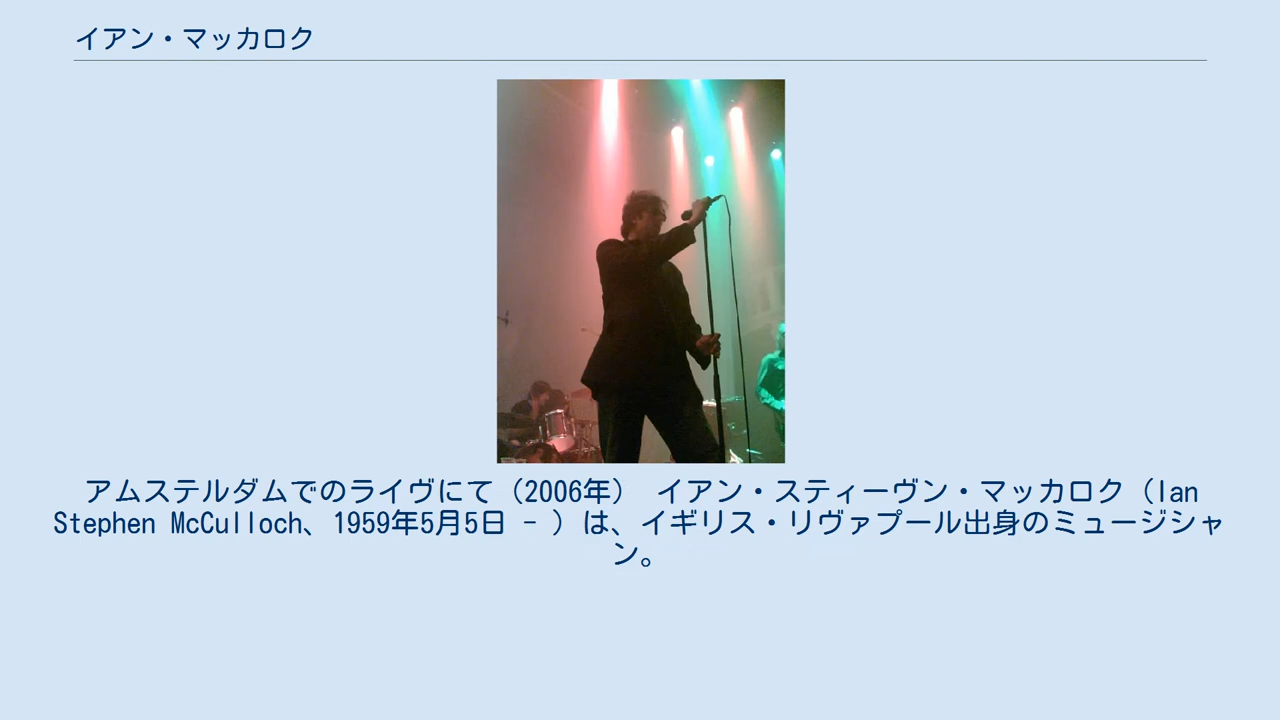 イアン・マッカロク
アムステルダムでのライヴにて（2006年） イアン・スティーヴン・マッカロク（Ian
Stephen McCulloch、1959年5月5日 - ）は、イギリス・リヴァプール出身のミュージシャ
ン。